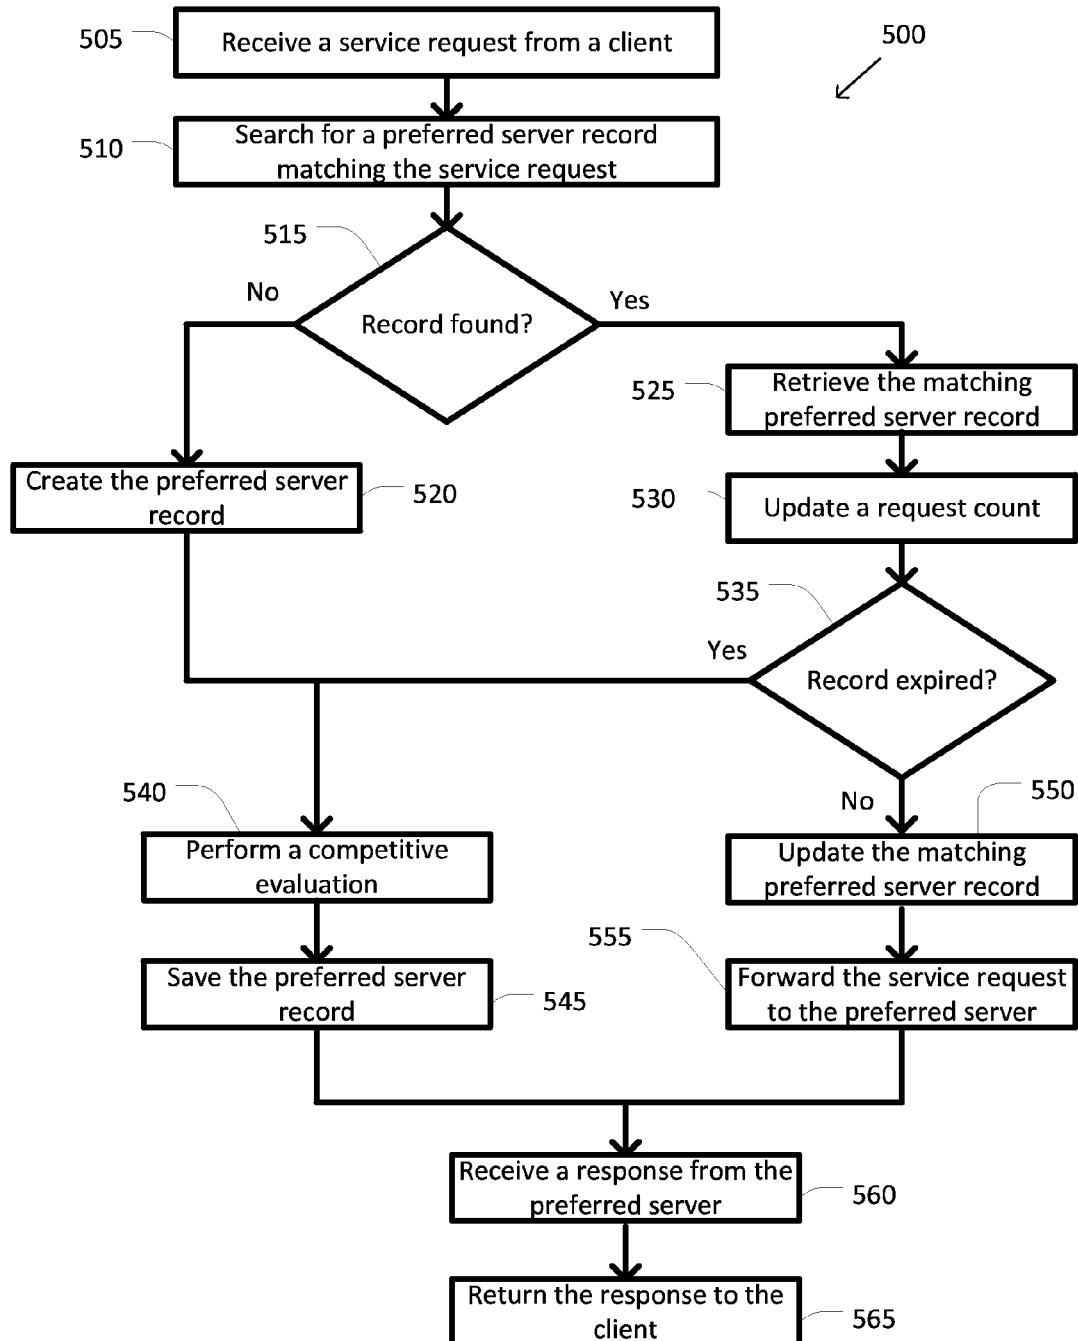 505
Receive a service request from a client
500
510
Search for a preferred server record
matching the service request
515
No
Record found?
Yes
525
Retrieve the matching
preferred server record
Create the preferred server
record
520
530
Update a request count
535
Yes
Record expired?
540
No
550
Perform a competitive
evaluation
Update the matching
preferred server record
555
Save the preferred server
record
545
Forward the service request
to the preferred server
Receive a response from the
preferred server
560
Return the response to the
client
565